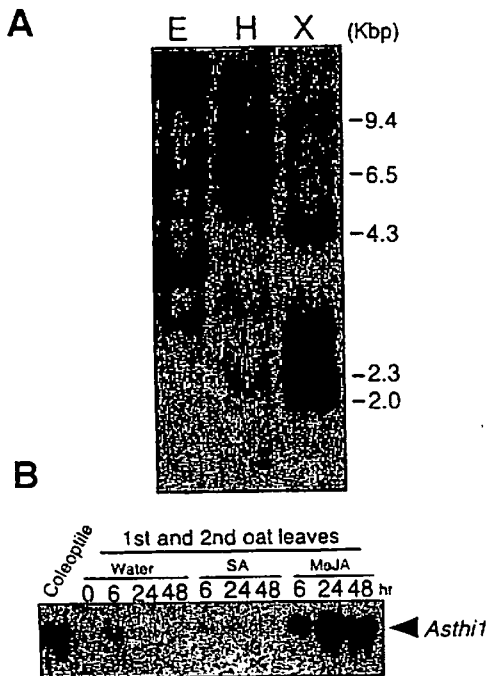 A
E H X (Kbp)
-9.4
-6.5
-4.3
-2.3
-2.0
B
Coleoptile
1st and 2nd oat leaves
Water SA MeJA
0 6 24 48 6 24 48 6 24 48 hr
Asthi1